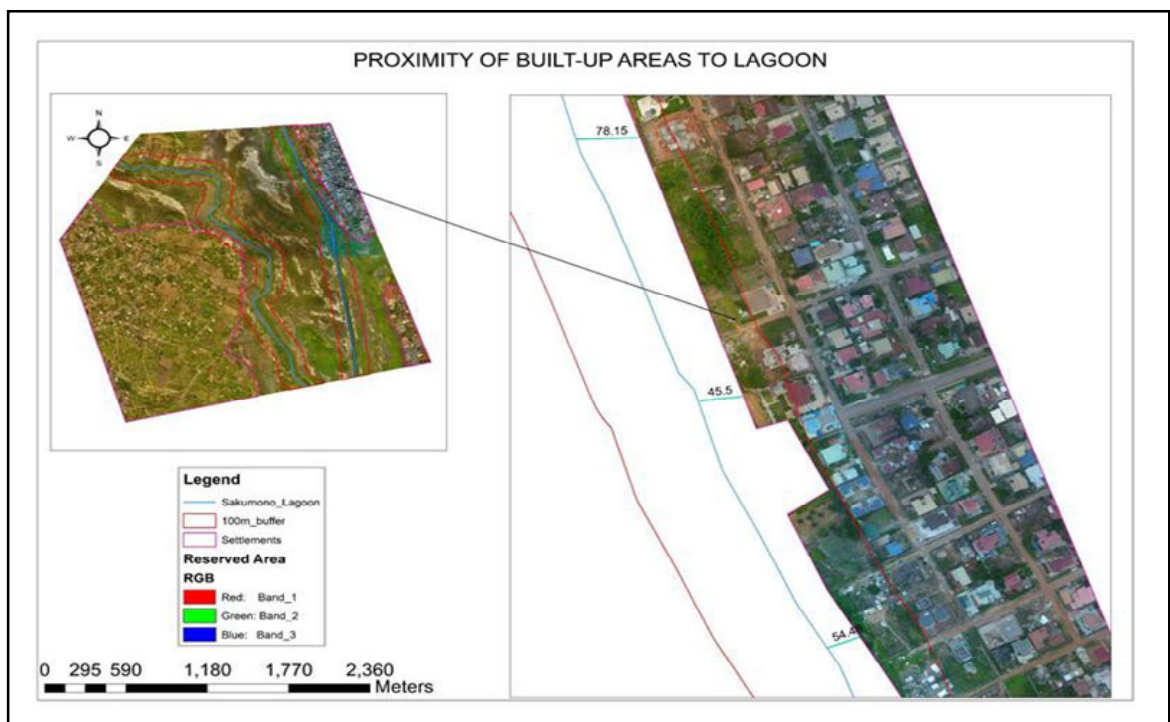 PROXIMITY OF BUILT-UP AREAS TO LAGOON
N
W E
S
78.15
45.5
Legend
Sakumono_Lagoon
100m_buffer
Settlements
Reserved Area
RGB
Red: Band_1
Green: Band_2
Blue: Band_3
0 295 590 1,180 1,770 2,360
Meters